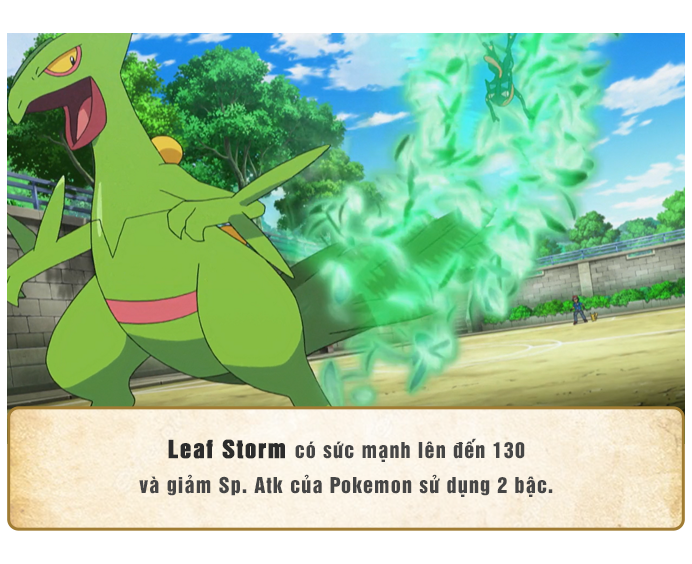 Leaf Storm có sức mạnh lên đến 130
và giảm Sp. Atk của Pokemon sử dụng 2 bậc.